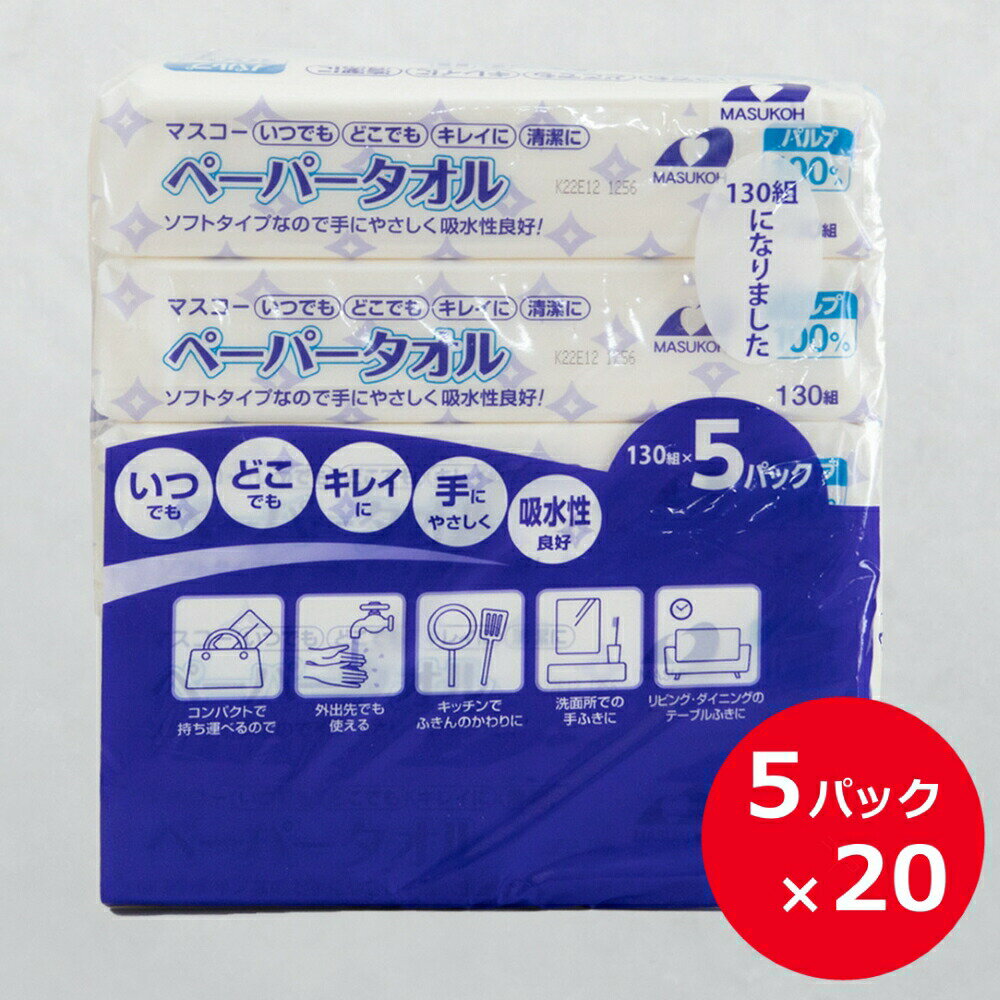 MASUKOH
マスコー いつでも どこでも キレイに 清潔に
ペーパータオル
ソフトタイプなので手にやさしく吸水性良好!
K22E12 1256
MASUKOH
パルプ
130組
になりました
組
マスコー いつでも どこでも キレイに 清潔に
ペーパータオル
ソフトタイプなので手にやさしく吸水性良好!
K22E12 1256
MASUKOH
130組
130組×5パック
いつでも
どこでも
キレイに
手にやさしく
吸水性良好
コンパクトで
持ち運べるので
外出先でも
使える
キッチンで
ふきんのかわりに
洗面所での
手ふきに
リビング・ダイニングの
テーブルふきに
ペーパータオル
5パック
×20